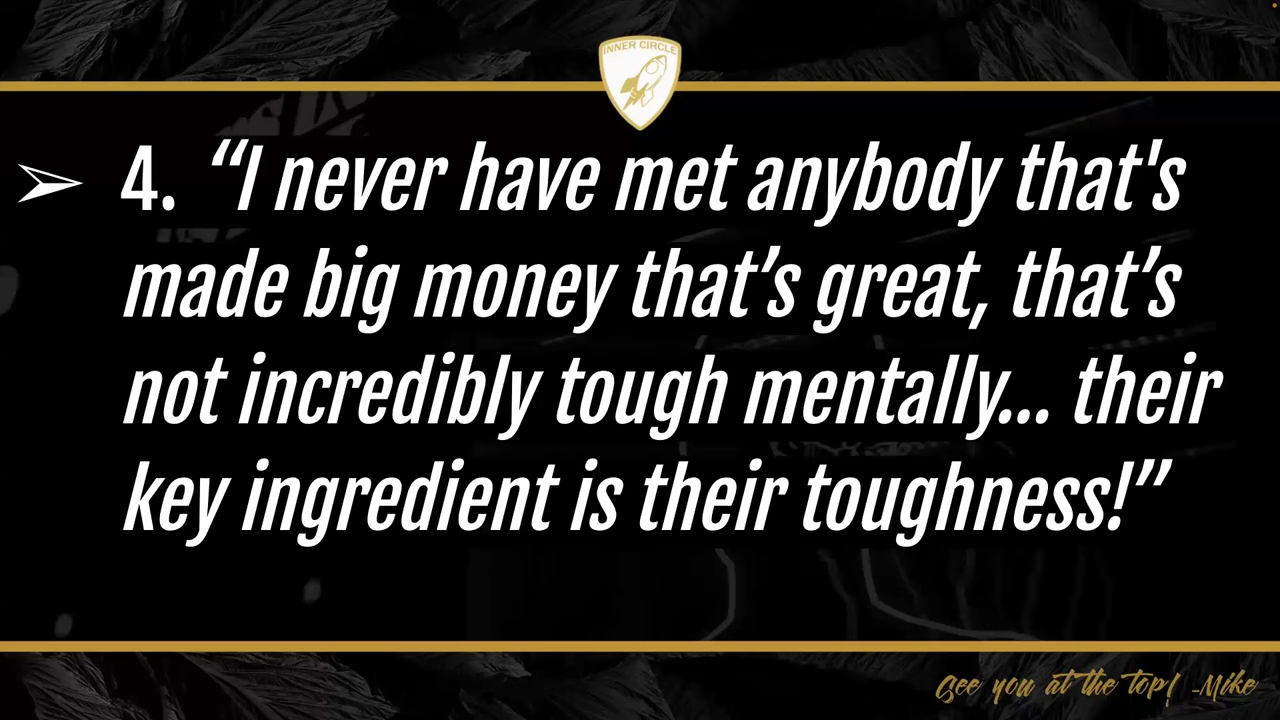 INNER CIRCLE
➢ 4. “I never have met anybody that's
made big money that’s great, that’s
not incredibly tough mentally... their
key ingredient is their toughness!”
See you at the top! -Mike